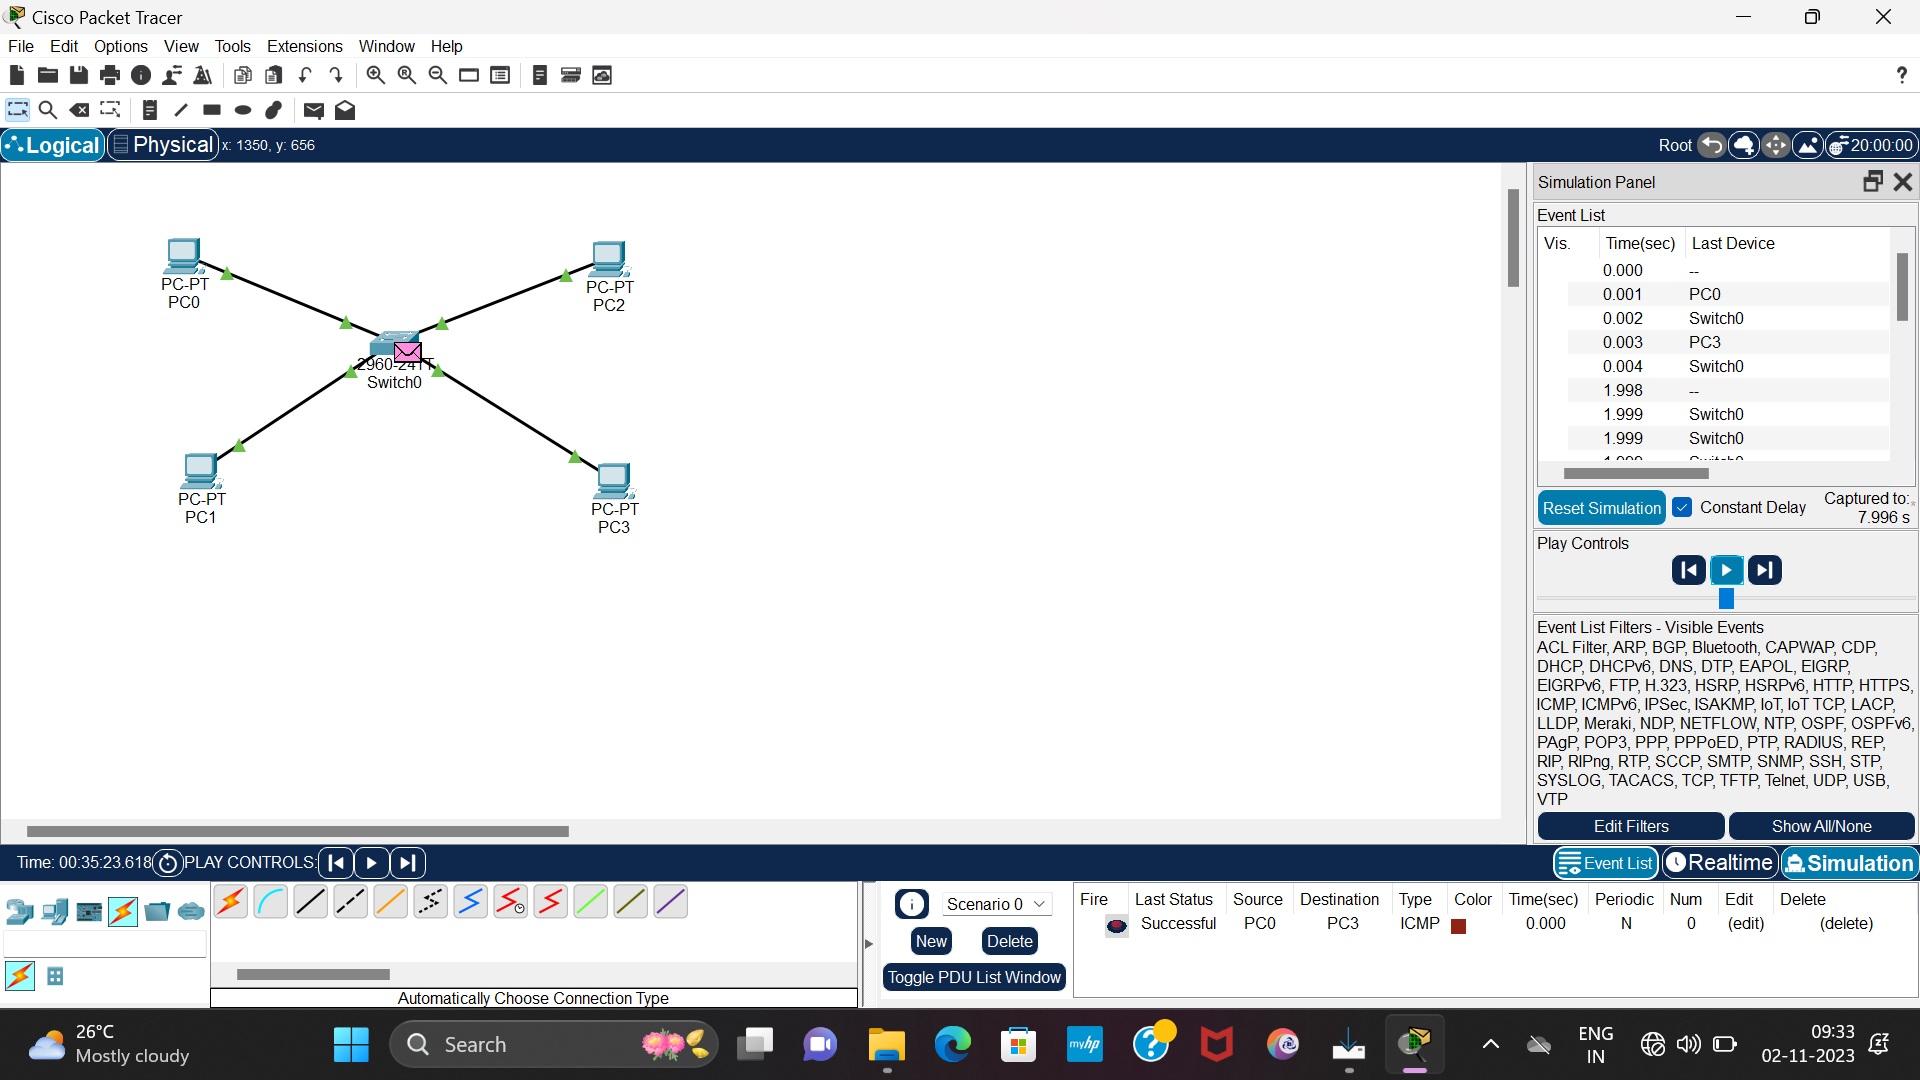 Cisco Packet Tracer
File Edit Options View Tools Extensions Window Help
?
Logical Physical x: 1350, y: 656 Root 20:00:00
PC-PT
PC0
PC-PT
PC2
2960-24TT
Switch0
PC-PT
PC1
PC-PT
PC3
Simulation Panel
Event List
Vis. Time(sec) Last Device
0.000 --
0.001 PC0
0.002 Switch0
0.003 PC3
0.004 Switch0
1.998 --
1.999 Switch0
1.999 Switch0
1.999 Switch0
Reset Simulation Constant Delay Captured to:
7.996 s
Play Controls
Event List Filters - Visible Events
ACL Filter, ARP, BGP, Bluetooth, CAPWAP, CDP,
DHCP, DHCPv6, DNS, DTP, EAPOL, EIGRP,
EIGRPv6, FTP, H.323, HSRP, HSRPv6, HTTP, HTTPS,
ICMP, ICMPv6, IPSec, ISAKMP, IoT, IoT TCP, LACP,
LLDP, Meraki, NDP, NETFLOW, NTP, OSPF, OSPFv6,
PAgP, POP3, PPP, PPPoED, PTP, RADIUS, REP,
RIP, RIPng, RTP, SCCP, SMTP, SNMP, SSH, STP,
SYSLOG, TACACS, TCP, TFTP, Telnet, UDP, USB,
VTP
Edit Filters Show All/None
Time: 00:35:23.618 PLAY CONTROLS: Event List Realtime Simulation
Automatically Choose Connection Type
Scenario 0
New Delete
Toggle PDU List Window
Fire Last Status Source Destination Type Color Time(sec) Periodic Num Edit Delete
Successful PC0 PC3 ICMP 0.000 N 0 (edit) (delete)
26°C
Mostly cloudy
Search
myhp
ENG
IN
09:33
02-11-2023